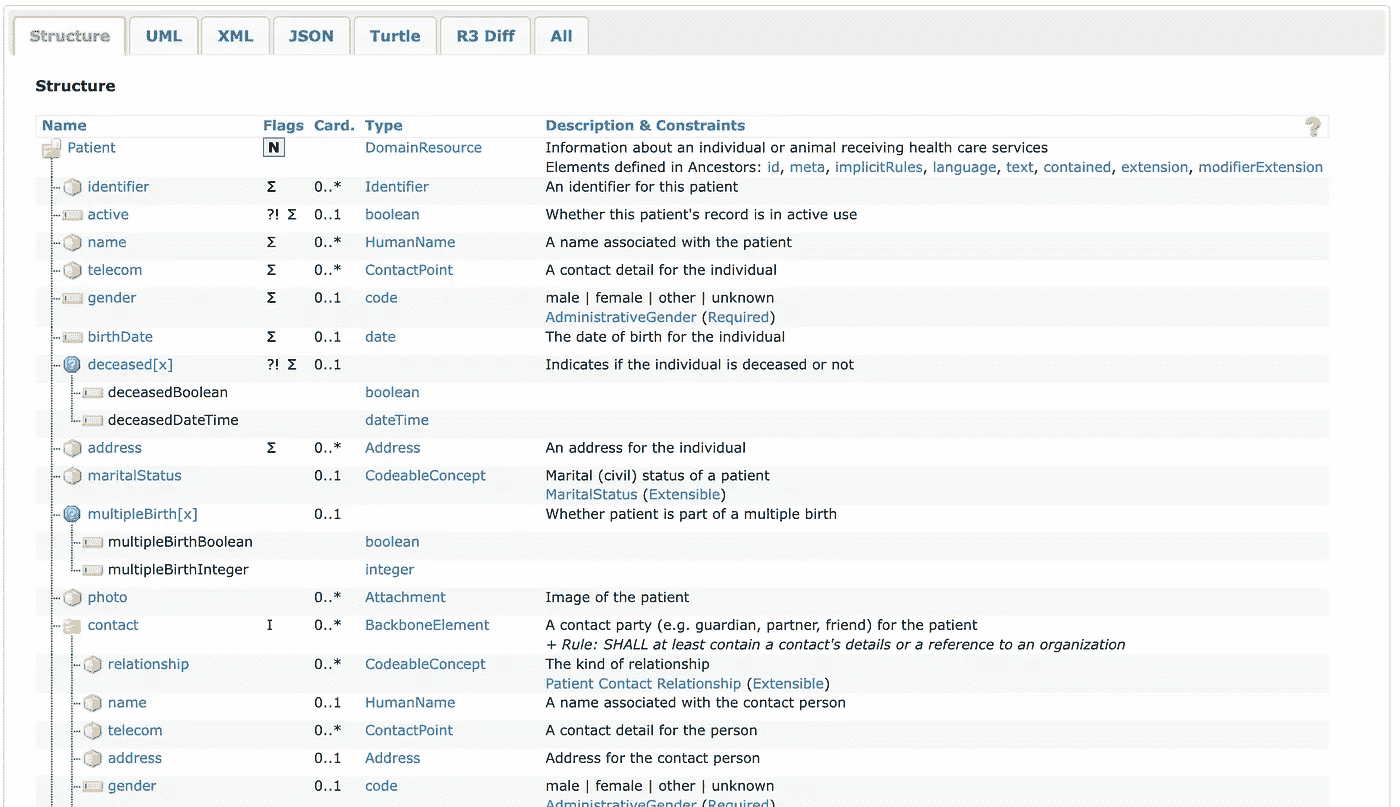 Structure UML XML JSON Turtle R3 Diff All
Structure
Name Flags Card. Type Description & Constraints ?
Patient N DomainResource Information about an individual or animal receiving health care services
Elements defined in Ancestors: id, meta, implicitRules, language, text, contained, extension, modifierExtension
identifier Σ 0..* Identifier An identifier for this patient
active ?! Σ 0..1 boolean Whether this patient's record is in active use
name Σ 0..* HumanName A name associated with the patient
telecom Σ 0..* ContactPoint A contact detail for the individual
gender Σ 0..1 code male | female | other | unknown
AdministrativeGender (Required)
birthDate Σ 0..1 date The date of birth for the individual
deceased[x] ?! Σ 0..1 Indicates if the individual is deceased or not
deceasedBoolean boolean
deceasedDateTime dateTime
address Σ 0..* Address An address for the individual
maritalStatus 0..1 CodeableConcept Marital (civil) status of a patient
MaritalStatus (Extensible)
multipleBirth[x] 0..1 Whether patient is part of a multiple birth
multipleBirthBoolean boolean
multipleBirthInteger integer
photo 0..* Attachment Image of the patient
contact I 0..* BackboneElement A contact party (e.g. guardian, partner, friend) for the patient
+ Rule: SHALL at least contain a contact's details or a reference to an organization
relationship 0..* CodeableConcept The kind of relationship
Patient Contact Relationship (Extensible)
name 0..1 HumanName A name associated with the contact person
telecom 0..* ContactPoint A contact detail for the person
address 0..1 Address Address for the contact person
gender 0..1 code male | female | other | unknown
AdministrativeGender (Required)